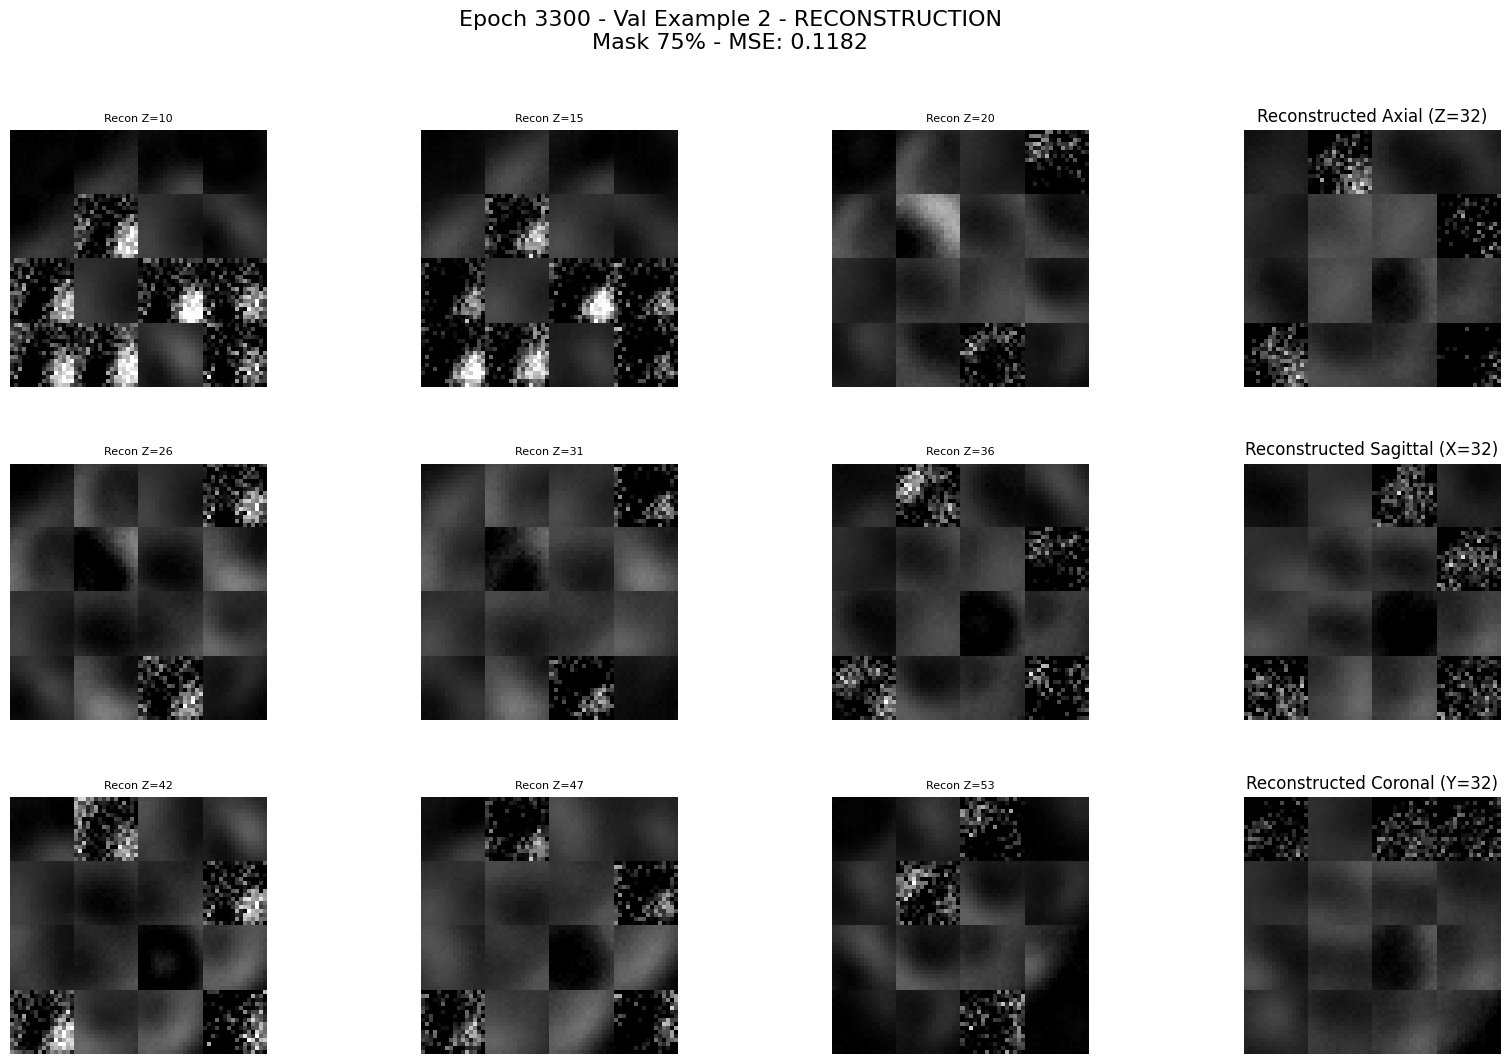 Epoch 3300 - Val Example 2 - RECONSTRUCTION
Mask 75% - MSE: 0.1182
Recon Z=10
Recon Z=15
Recon Z=20
Reconstructed Axial (Z=32)
Recon Z=26
Recon Z=31
Recon Z=36
Reconstructed Sagittal (X=32)
Recon Z=42
Recon Z=47
Recon Z=53
Reconstructed Coronal (Y=32)